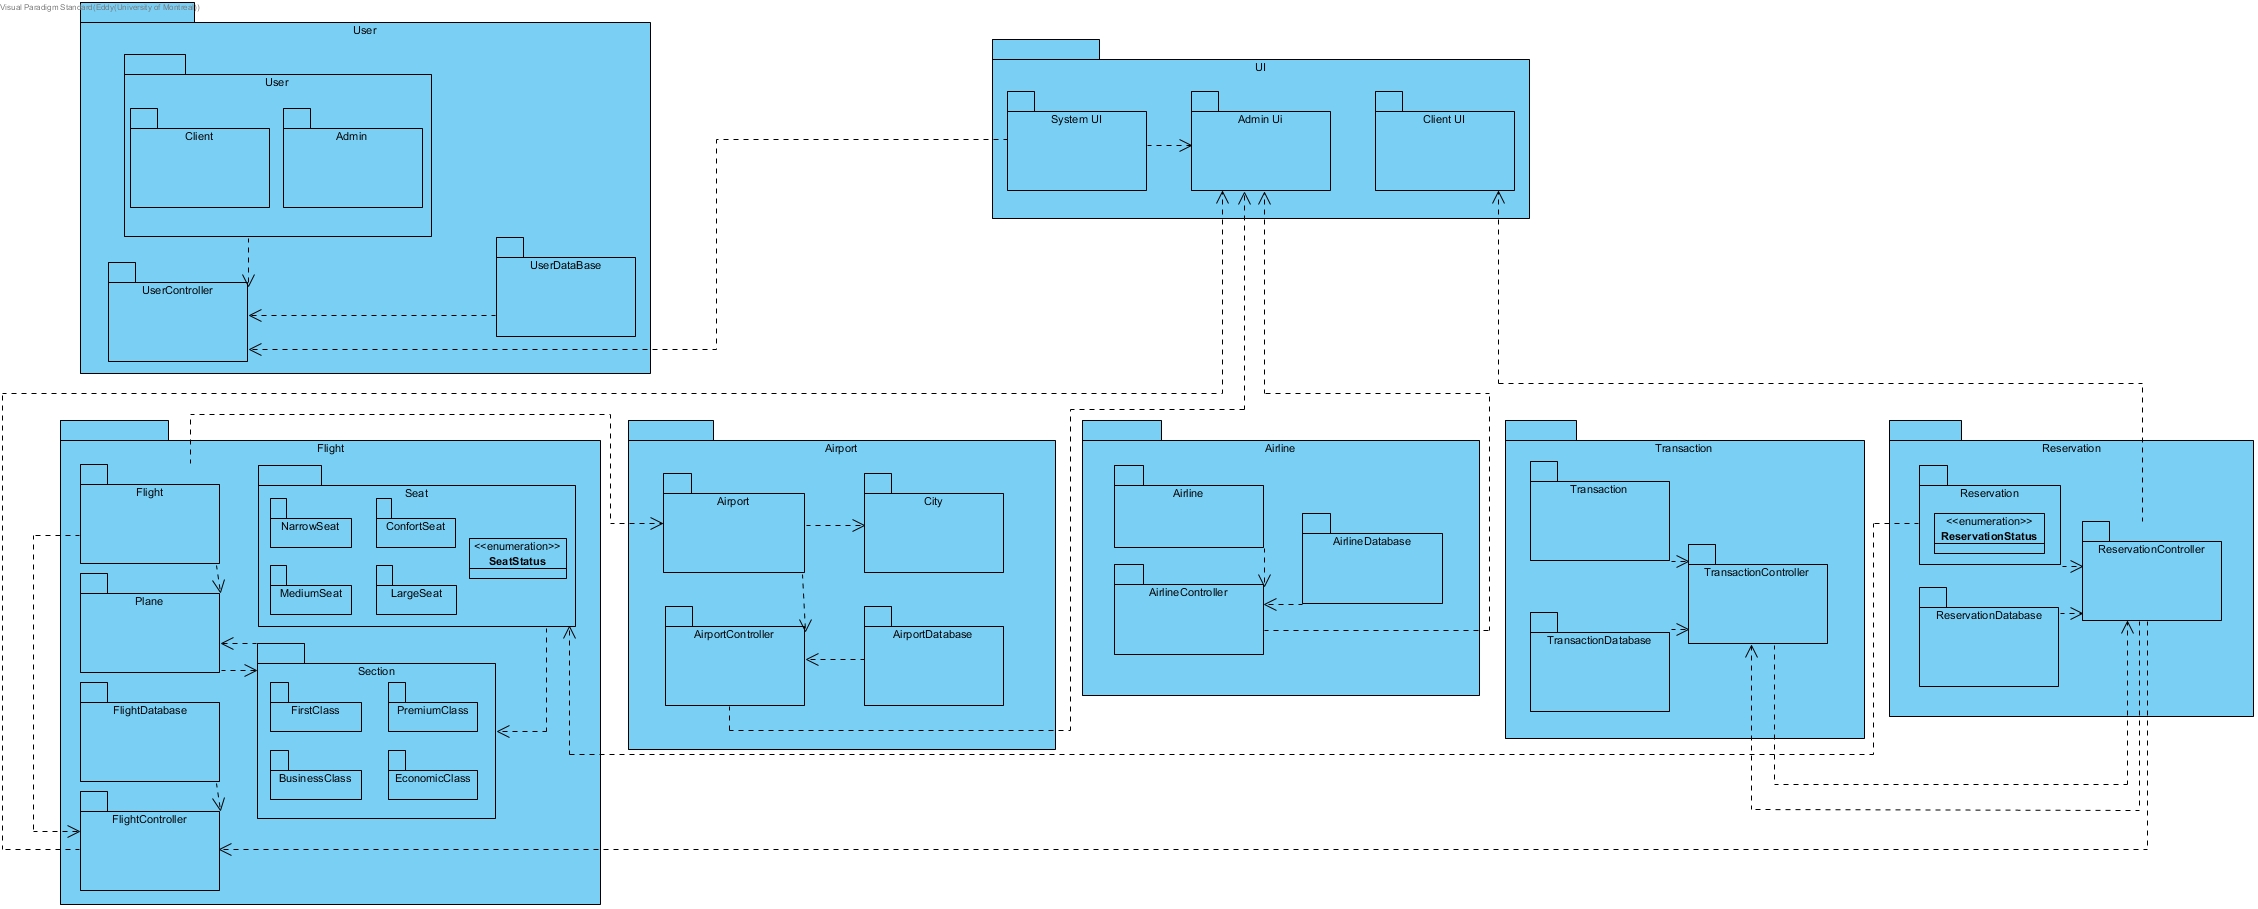 Visual Paradigm Standard(Eddy(University of Montreal))
User
User
Client
Admin
UserController
UserDataBase
UI
System UI
Admin Ui
Client UI
Flight
Flight
Plane
FlightDatabase
FlightController
Seat
NarrowSeat
ConfortSeat
MediumSeat
LargeSeat
<<enumeration>>
SeatStatus
Section
FirstClass
PremiumClass
BusinessClass
EconomicClass
Airport
Airport
City
AirportController
AirportDatabase
Airline
Airline
AirlineDatabase
AirlineController
Transaction
Transaction
TransactionController
TransactionDatabase
Reservation
Reservation
<<enumeration>>
ReservationStatus
ReservationController
ReservationDatabase